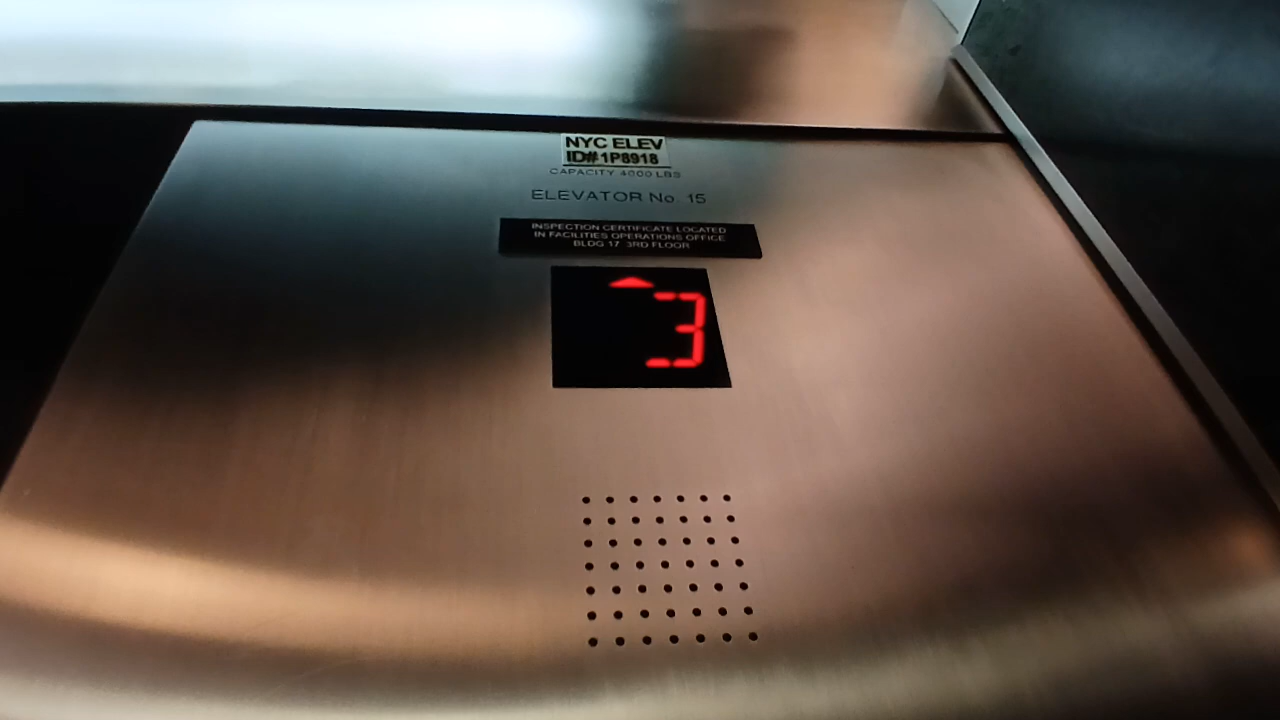 NYC ELEV
ID# 1P8918
CAPACITY 4000 LBS
ELEVATOR No. 15
INSPECTION CERTIFICATE LOCATED
IN FACILITIES OPERATIONS OFFICE
BLDG 17 3RD FLOOR
3